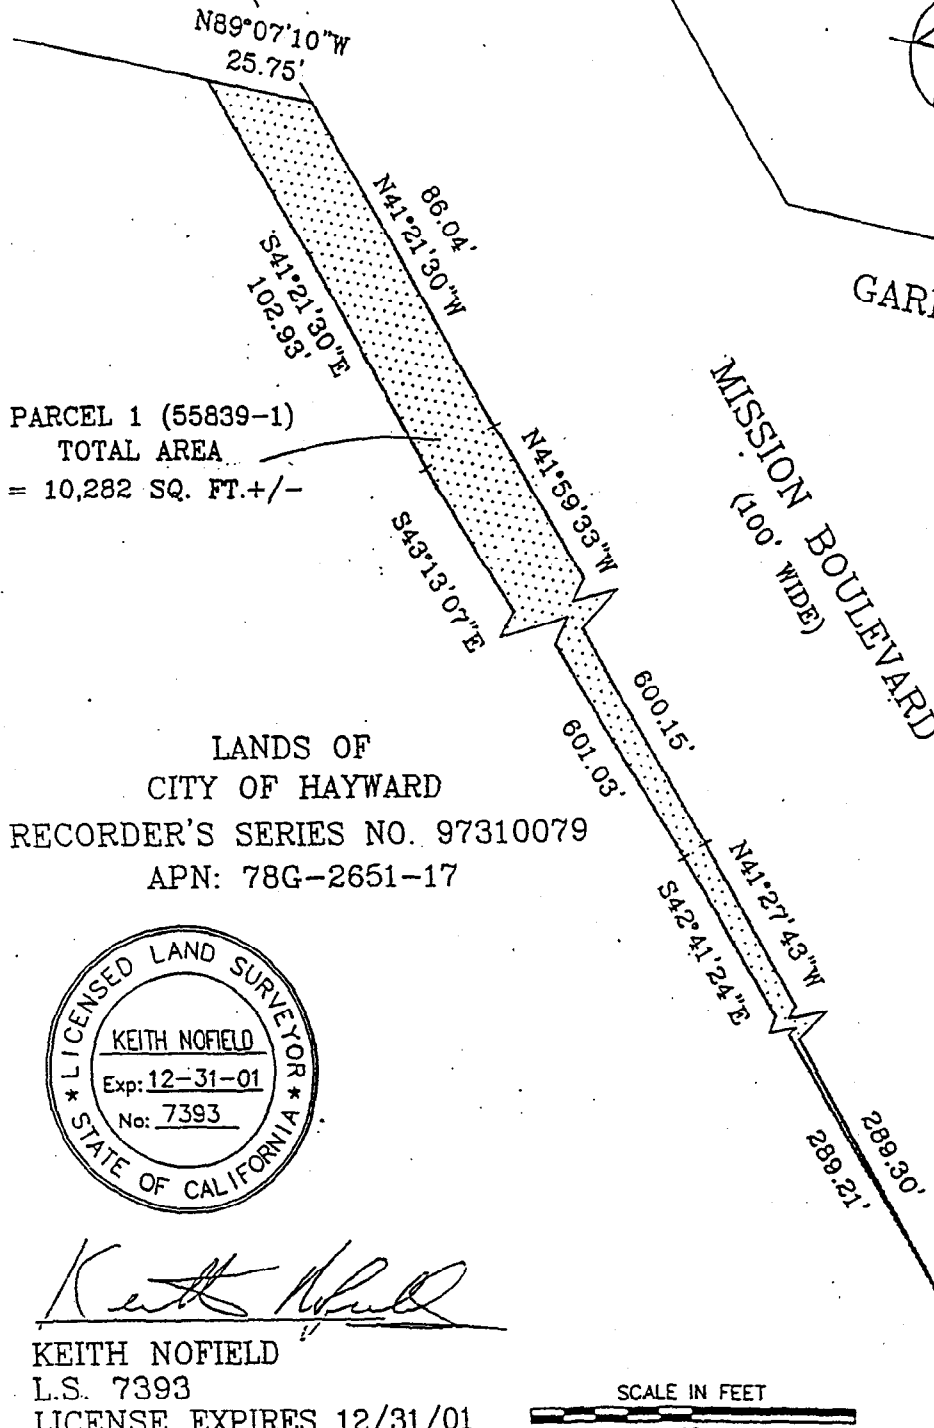 N89°07'10"W
25.75'
86.04'
N41°21'30"W
S41°21'30"E
102.93'
GAR
PARCEL 1 (55839-1)
TOTAL AREA
= 10,282 SQ. FT.+/-
MISSION BOULEVARD
(100' WIDE)
N41°59'33"W
S43°13'07"E
600.15'
601.03'
LANDS OF
CITY OF HAYWARD
RECORDER'S SERIES NO. 97310079
APN: 78G-2651-17
N41°27'43"W
S42°41'24"E
LICENSED LAND SURVEYOR
KEITH NOFIELD
Exp: 12-31-01
No: 7393
* STATE OF CALIFORNIA *
289.30'
289.21'
Keith Nofield
KEITH NOFIELD
L.S. 7393
LICENSE EXPIRES 12/31/01
SCALE IN FEET